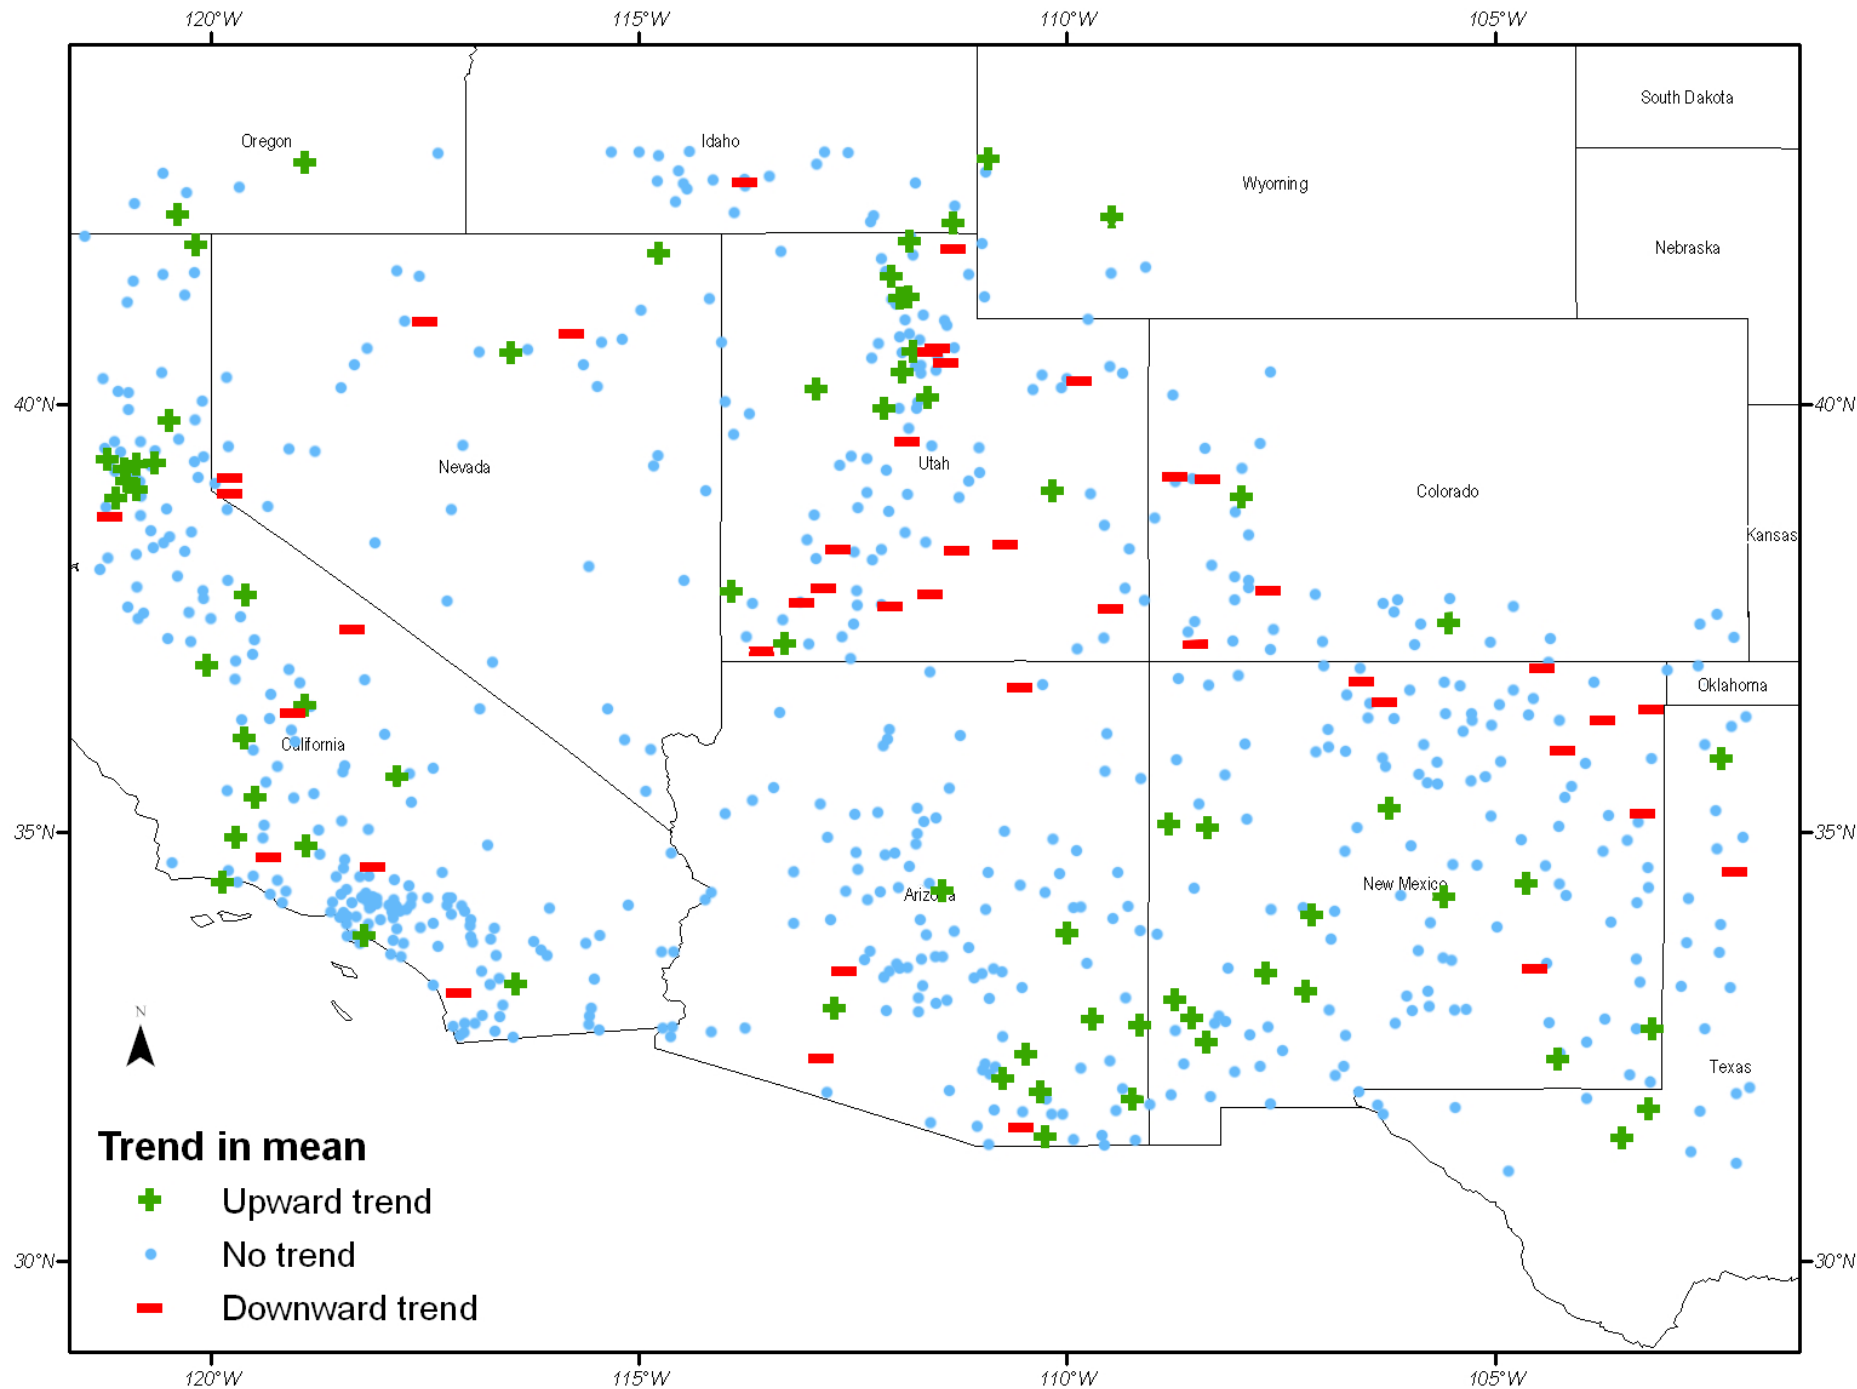 120°W 115°W 110°W 105°W
South Dakota
Oregon Idaho
Wyoming
Nebraska
40°N 40°N
Nevada Utah
Colorado
Kansas
Oklahoma
California
35°N 35°N
Arizona New Mexico
N
Texas
Trend in mean
Upward trend
No trend
30°N 30°N
Downward trend
120°W 115°W 110°W 105°W